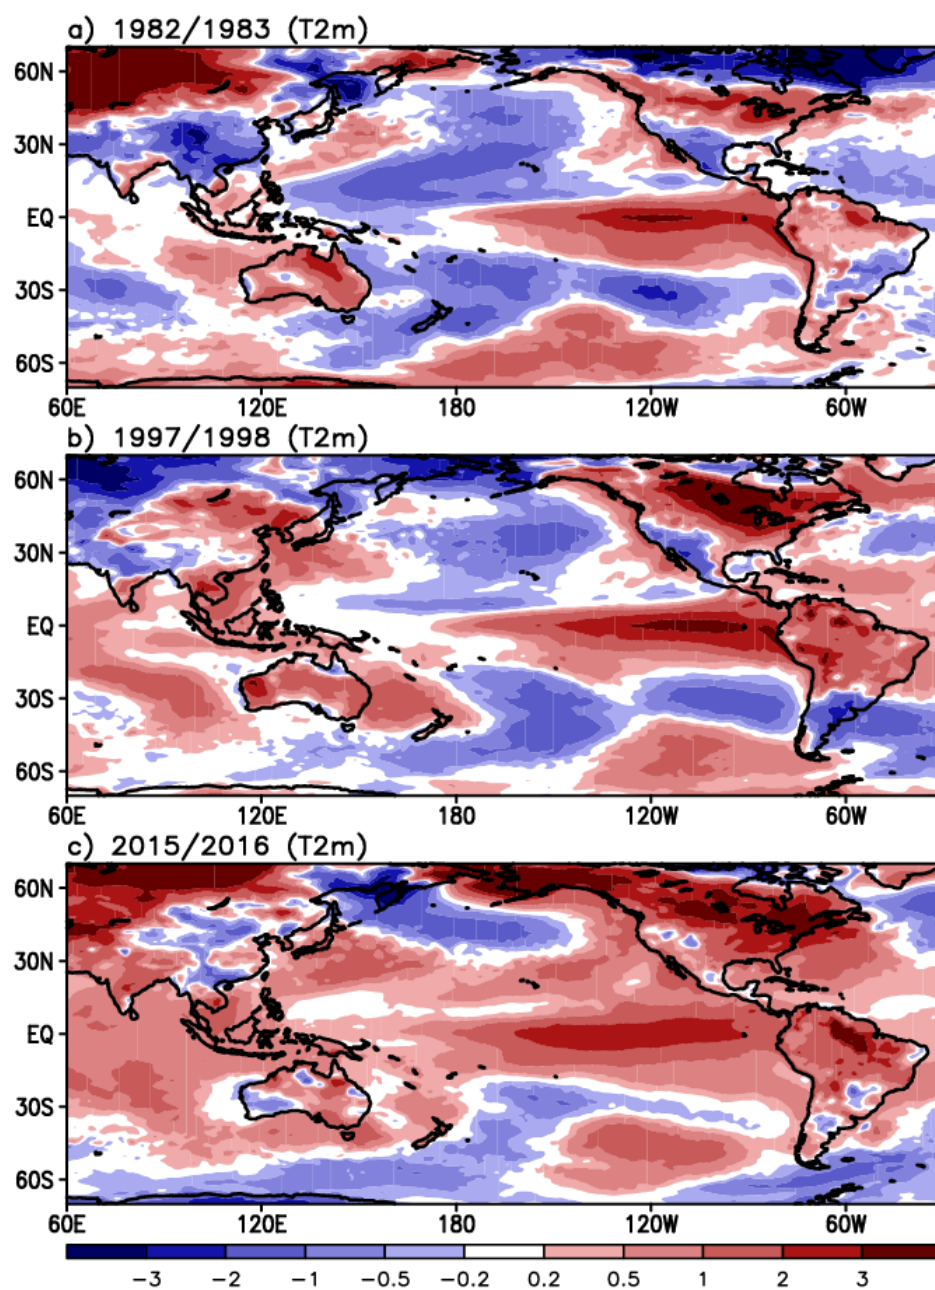 a) 1982/1983 (T2m)
60N
30N
EQ
30S
60S
60E 120E 180 120W 60W
b) 1997/1998 (T2m)
60N
30N
EQ
30S
60S
60E 120E 180 120W 60W
c) 2015/2016 (T2m)
60N
30N
EQ
30S
60S
60E 120E 180 120W 60W
−3 −2 −1 −0.5 −0.2 0.2 0.5 1 2 3